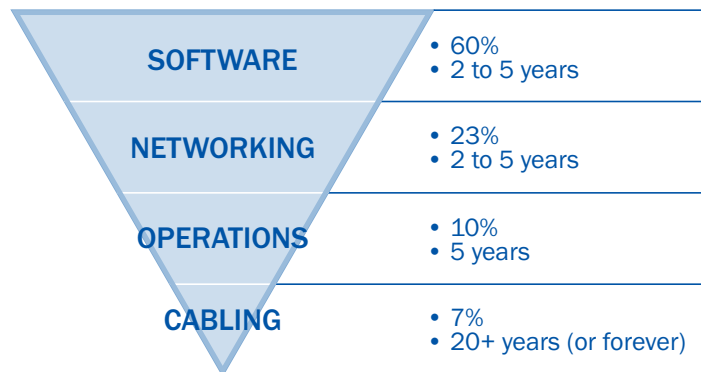 SOFTWARE
• 60%
• 2 to 5 years
NETWORKING
• 23%
• 2 to 5 years
OPERATIONS
• 10%
• 5 years
CABLING
• 7%
• 20+ years (or forever)